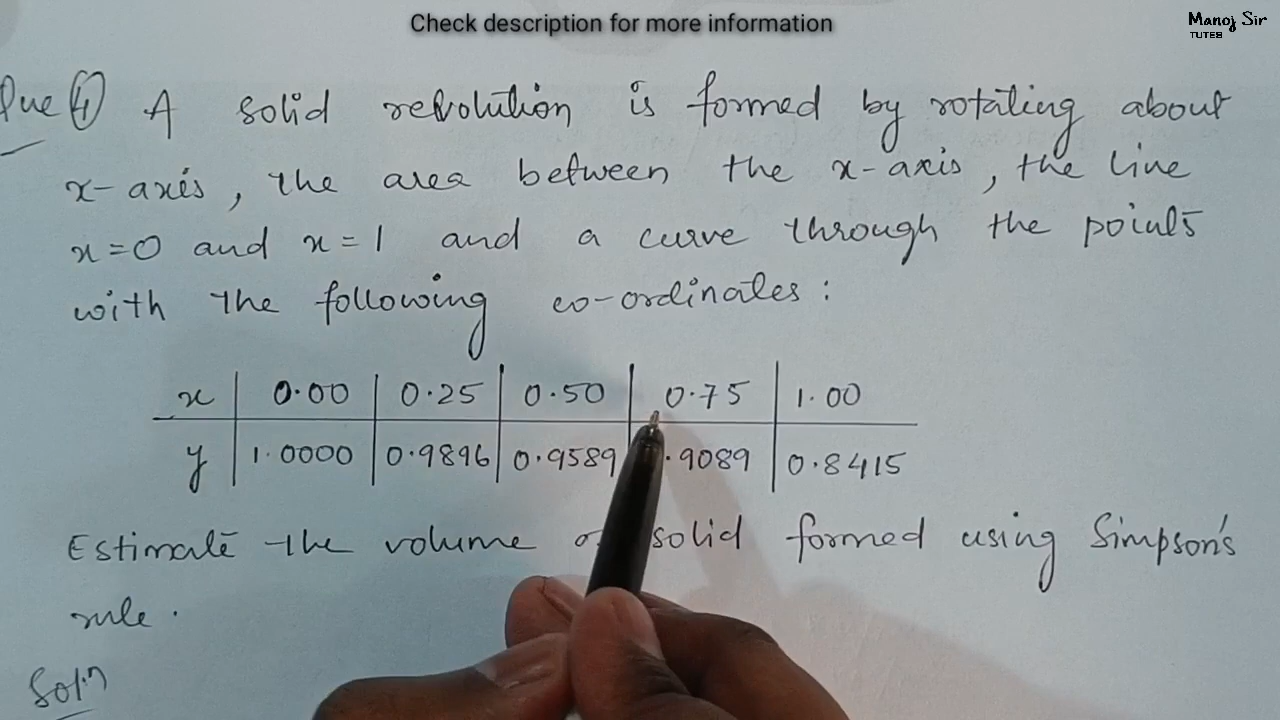 Check description for more information
Manoj Sir
TUTES
Que 4 A solid revolution is formed by rotating about
x-axis, the area between the x-axis, the line
x=0 and x=1 and a curve through the points
with the following co-ordinates:
x 0.00 0.25 0.50 0.75 1.00
y 1.0000 0.9896 0.9589 .9089 0.8415
Estimate the volume solid formed using Simpson's
rule.
Soln